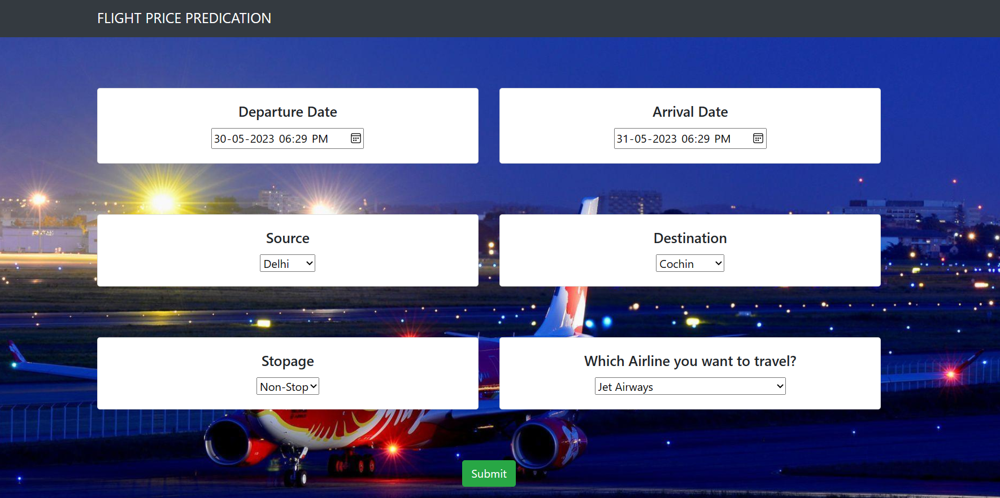 FLIGHT PRICE PREDICATION
Departure Date
30-05-2023 06:29 PM
Arrival Date
31-05-2023 06:29 PM
Source
Delhi
Destination
Cochin
Stopage
Non-Stop
Which Airline you want to travel?
Jet Airways
Submit